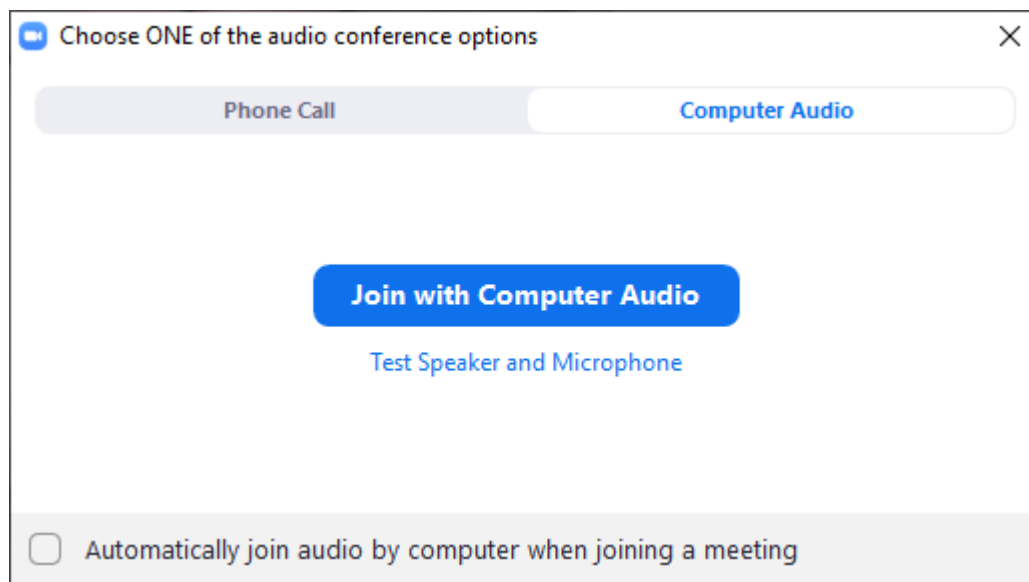 Choose ONE of the audio conference options
Phone Call
Computer Audio
Join with Computer Audio
Test Speaker and Microphone
Automatically join audio by computer when joining a meeting